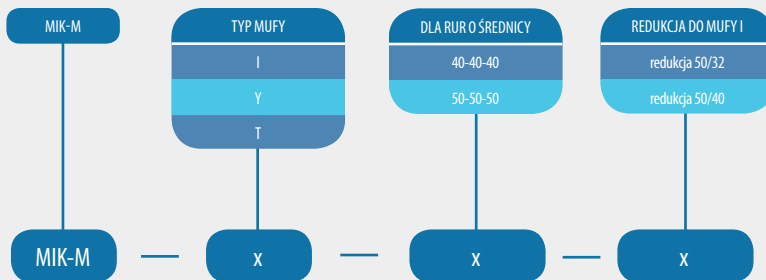 MIK-M
TYP MUFY
I
Y
T
DLA RUR O ŚREDNICY
40-40-40
50-50-50
REDUKCJA DO MUFY I
redukcja 50/32
redukcja 50/40
MIK-M — x — x — x